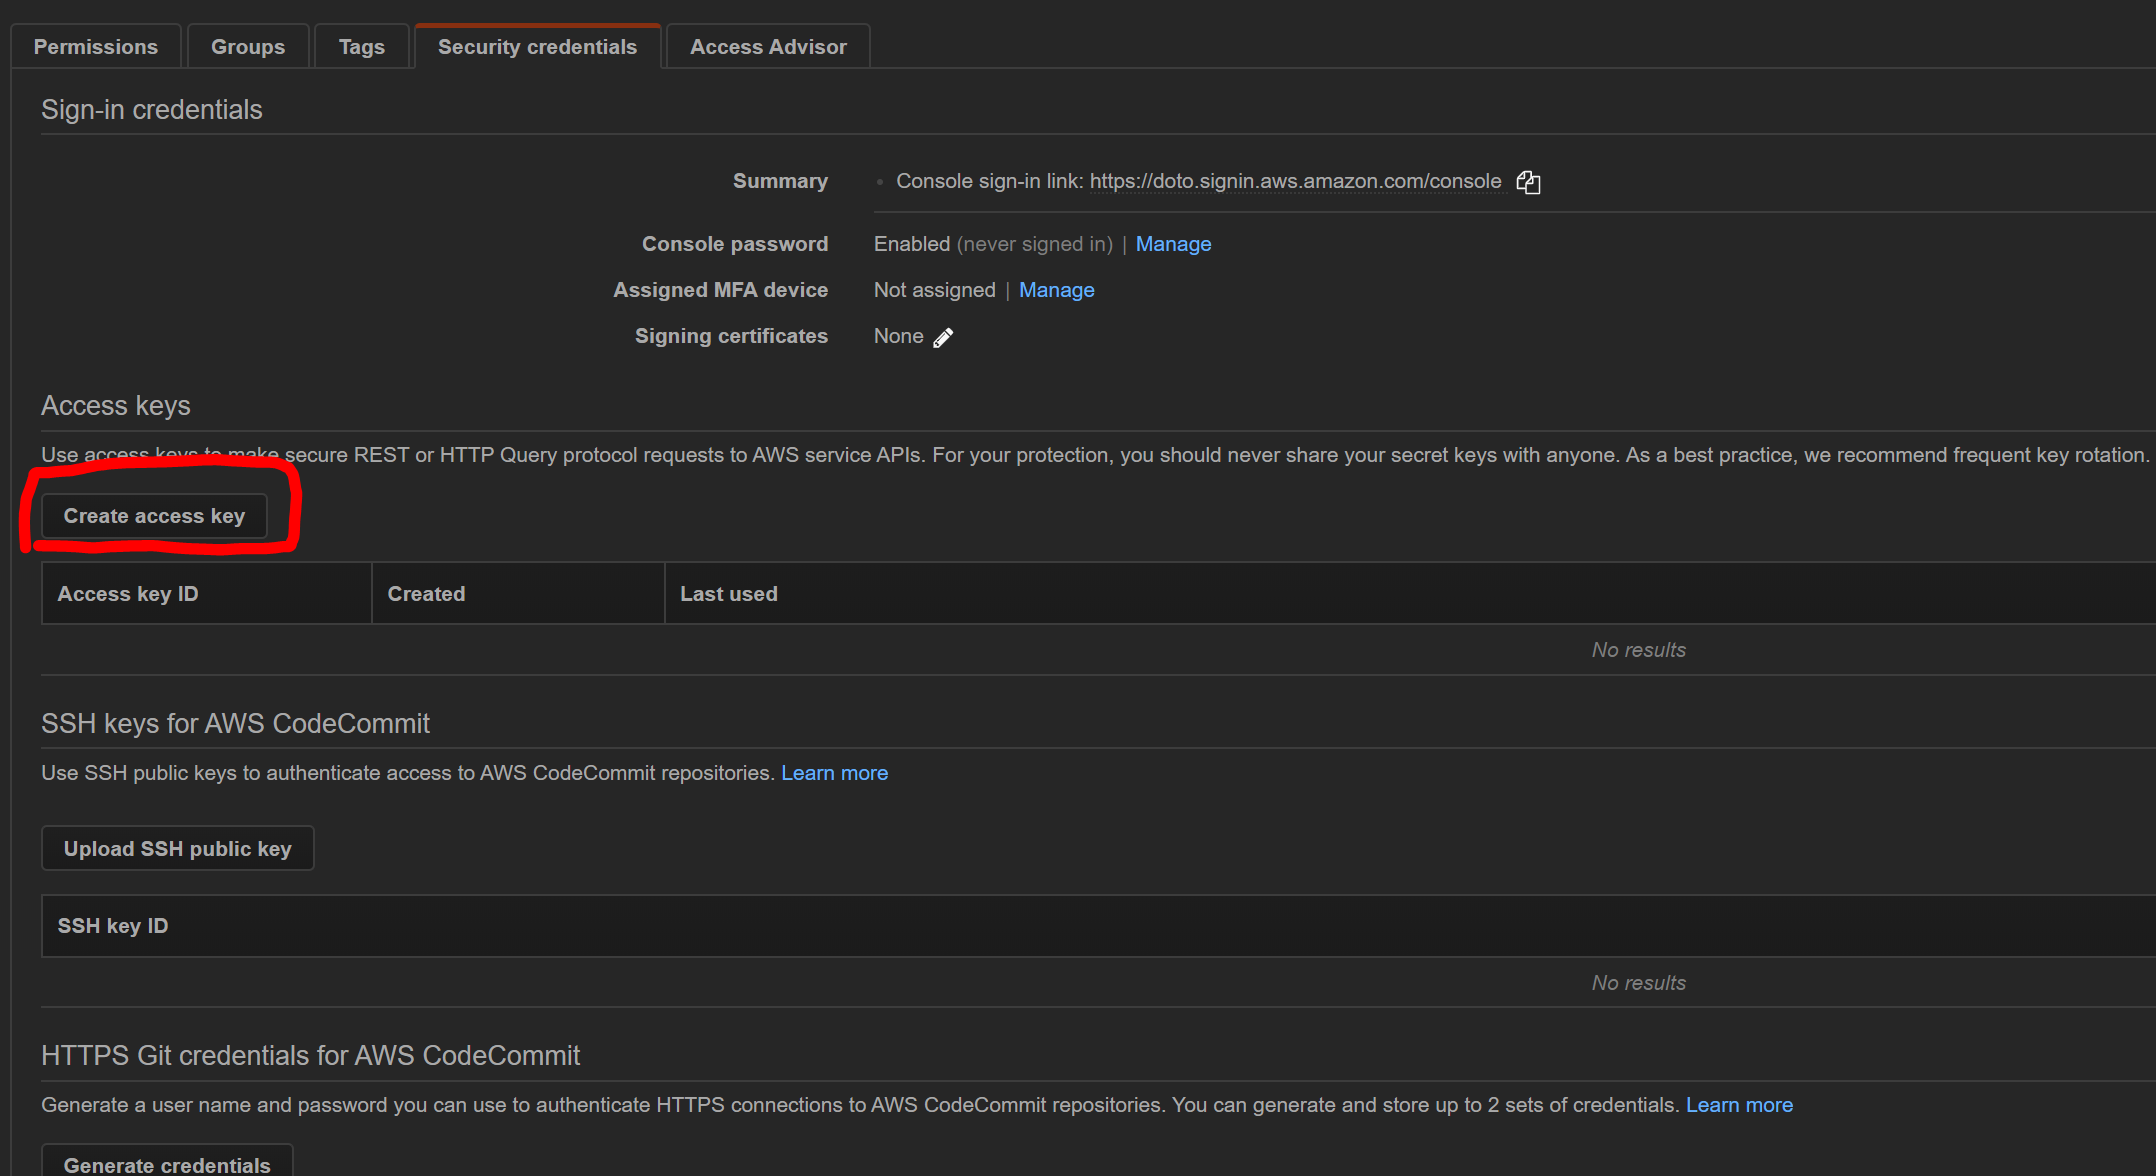 Permissions
Groups
Tags
Security credentials
Access Advisor
Sign-in credentials
Summary
Console sign-in link: https://doto.signin.aws.amazon.com/console
Console password
Enabled (never signed in) | Manage
Assigned MFA device
Not assigned | Manage
Signing certificates
None
Access keys
Use access keys to make secure REST or HTTP Query protocol requests to AWS service APIs. For your protection, you should never share your secret keys with anyone. As a best practice, we recommend frequent key rotation.
Create access key
Access key ID
Created
Last used
No results
SSH keys for AWS CodeCommit
Use SSH public keys to authenticate access to AWS CodeCommit repositories. Learn more
Upload SSH public key
SSH key ID
No results
HTTPS Git credentials for AWS CodeCommit
Generate a user name and password you can use to authenticate HTTPS connections to AWS CodeCommit repositories. You can generate and store up to 2 sets of credentials. Learn more
Generate credentials